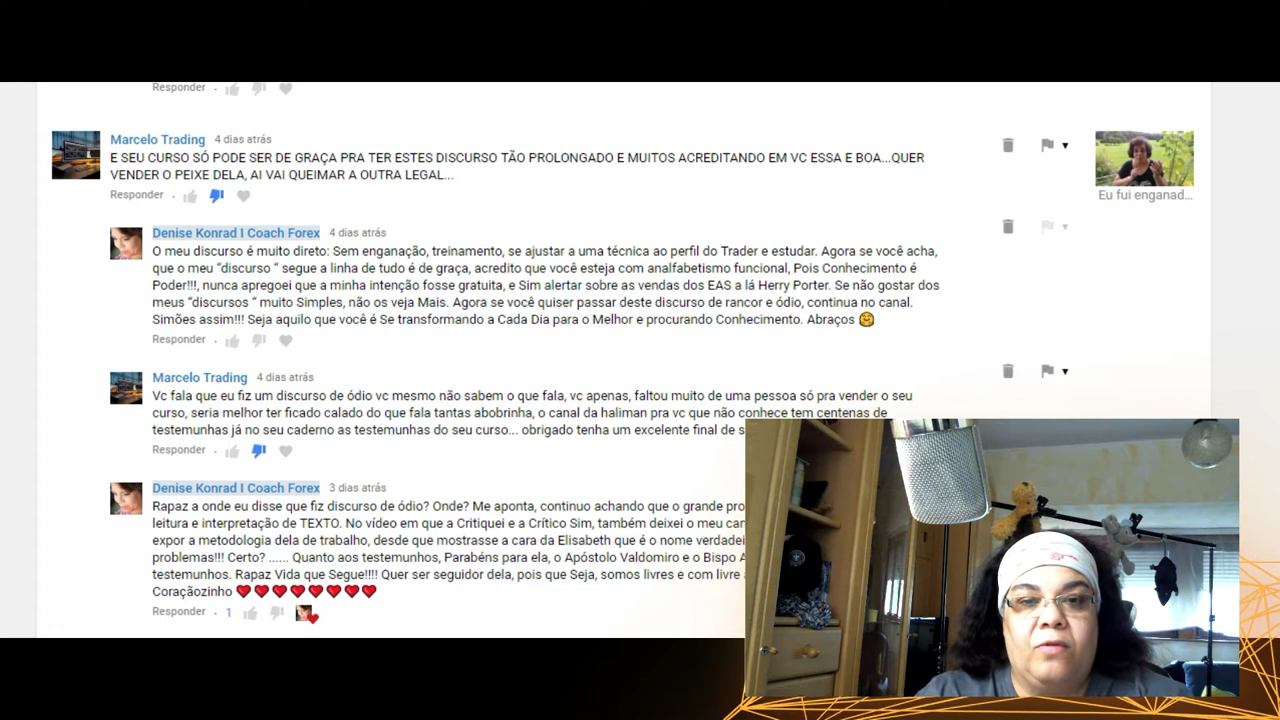 Responder
Marcelo Trading 4 dias atrás
E SEU CURSO SÓ PODE SER DE GRAÇA PRA TER ESTES DISCURSO TÃO PROLONGADO E MUITOS ACREDITANDO EM VC ESSA E BOA...QUER
VENDER O PEIXE DELA, AI VAI QUEIMAR A OUTRA LEGAL...
Responder
Eu fui enganad...
Denise Konrad I Coach Forex 4 dias atrás
O meu discurso é muito direto: Sem enganação, treinamento, se ajustar a uma técnica ao perfil do Trader e estudar. Agora se você acha,
que o meu “discurso “ segue a linha de tudo é de graça, acredito que você esteja com analfabetismo funcional, Pois Conhecimento é
Poder!!!, nunca apregoei que a minha intenção fosse gratuita, e Sim alertar sobre as vendas dos EAS a lá Herry Porter. Se não gostar dos
meus “discursos “ muito Simples, não os veja Mais. Agora se você quiser passar deste discurso de rancor e ódio, continua no canal.
Simões assim!!! Seja aquilo que você é Se transformando a Cada Dia para o Melhor e procurando Conhecimento. Abraços
Responder
Marcelo Trading 4 dias atrás
Vc fala que eu fiz um discurso de ódio vc mesmo não sabem o que fala, vc apenas, faltou muito de uma pessoa só pra vender o seu
curso, seria melhor ter ficado calado do que fala tantas abobrinha, o canal da haliman pra vc que não conhece tem centenas de
testemunhas já no seu caderno as testemunhas do seu curso... obrigado tenha um excelente final de
Responder
Denise Konrad I Coach Forex 3 dias atrás
Rapaz a onde eu disse que fiz discurso de ódio? Onde? Me aponta, continuo achando que o grande
leitura e interpretação de TEXTO. No vídeo em que a Critiquei e a Crítico Sim, também deixei o meu
expor a metodologia dela de trabalho, desde que mostrasse a cara da Elisabeth que é o nome
problemas!!! Certo? ...... Quanto aos testemunhos, Parabéns para ela, o Apóstolo Valdomiro e o Bispo
testemunhos. Rapaz Vida que Segue!!!! Quer ser seguidor dela, pois que Seja, somos livres e com livre
Coraçãozinho
Responder 1